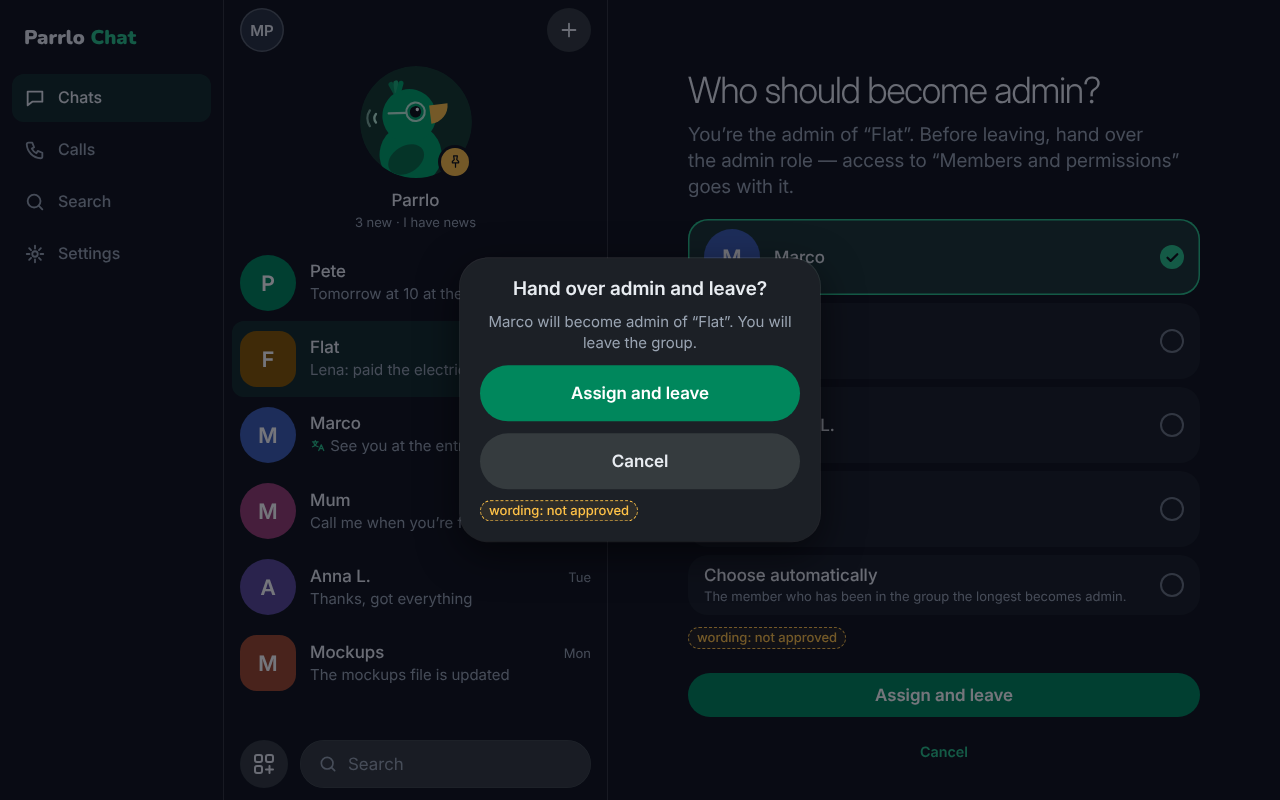 Parrlo Chat
Chats
Calls
Search
Settings
MP
Parrlo
3 new · I have news
P
Pete
Tomorrow at 10 at the
F
Flat
Lena: paid the electri
M
Marco
See you at the ent
M
Mum
Call me when you're f
A
Anna L.
Tue
Thanks, got everything
M
Mockups
Mon
The mockups file is updated
Search
Who should become admin?
You're the admin of “Flat”. Before leaving, hand over
the admin role — access to “Members and permissions”
goes with it.
M
Marco
L.
Choose automatically
The member who has been in the group the longest becomes admin.
wording: not approved
Assign and leave
Cancel
Hand over admin and leave?
Marco will become admin of “Flat”. You will
leave the group.
Assign and leave
Cancel
wording: not approved